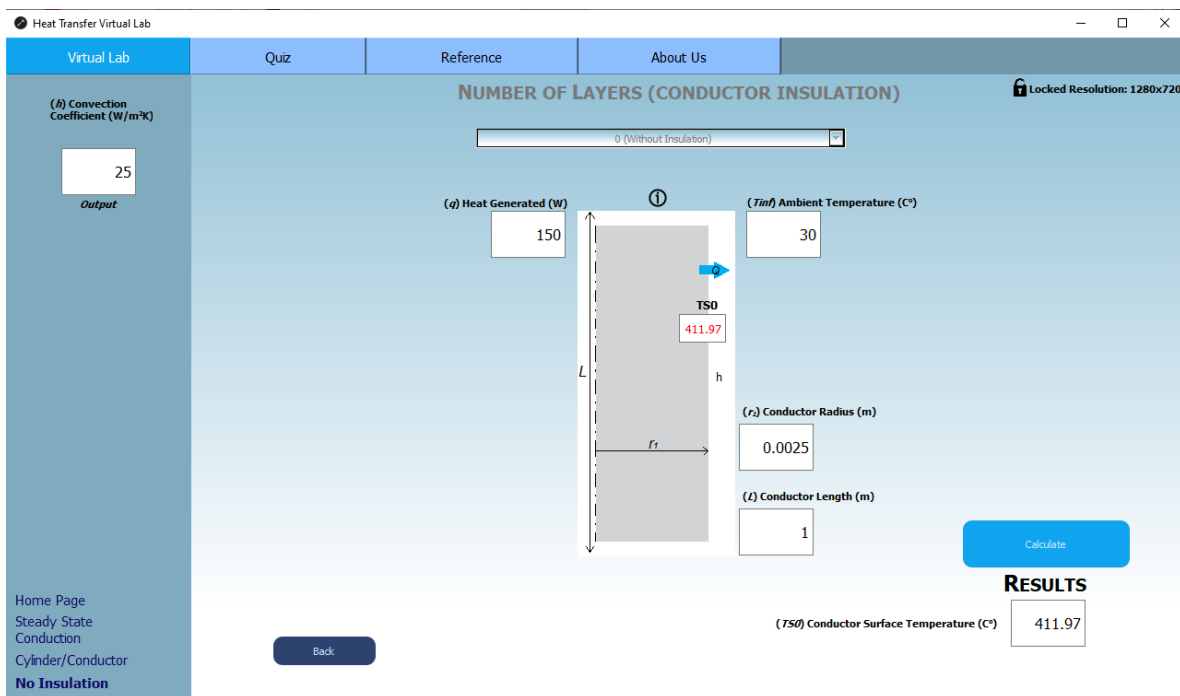 Heat Transfer Virtual Lab
Virtual Lab
Quiz
Reference
About Us
NUMBER OF LAYERS (CONDUCTOR INSULATION)
Locked Resolution: 1280x720
(h) Convection
Coefficient (W/m²K)
25
Output
0 (Without Insulation)
(q) Heat Generated (W)
150
i
(Tinf) Ambient Temperature (C°)
30
Q
TS0
411.97
L
h
r₁
(r₂) Conductor Radius (m)
0.0025
(L) Conductor Length (m)
1
Calculate
RESULTS
(TS0) Conductor Surface Temperature (C°)
411.97
Home Page
Steady State
Conduction
Cylinder/Conductor
No Insulation
Back